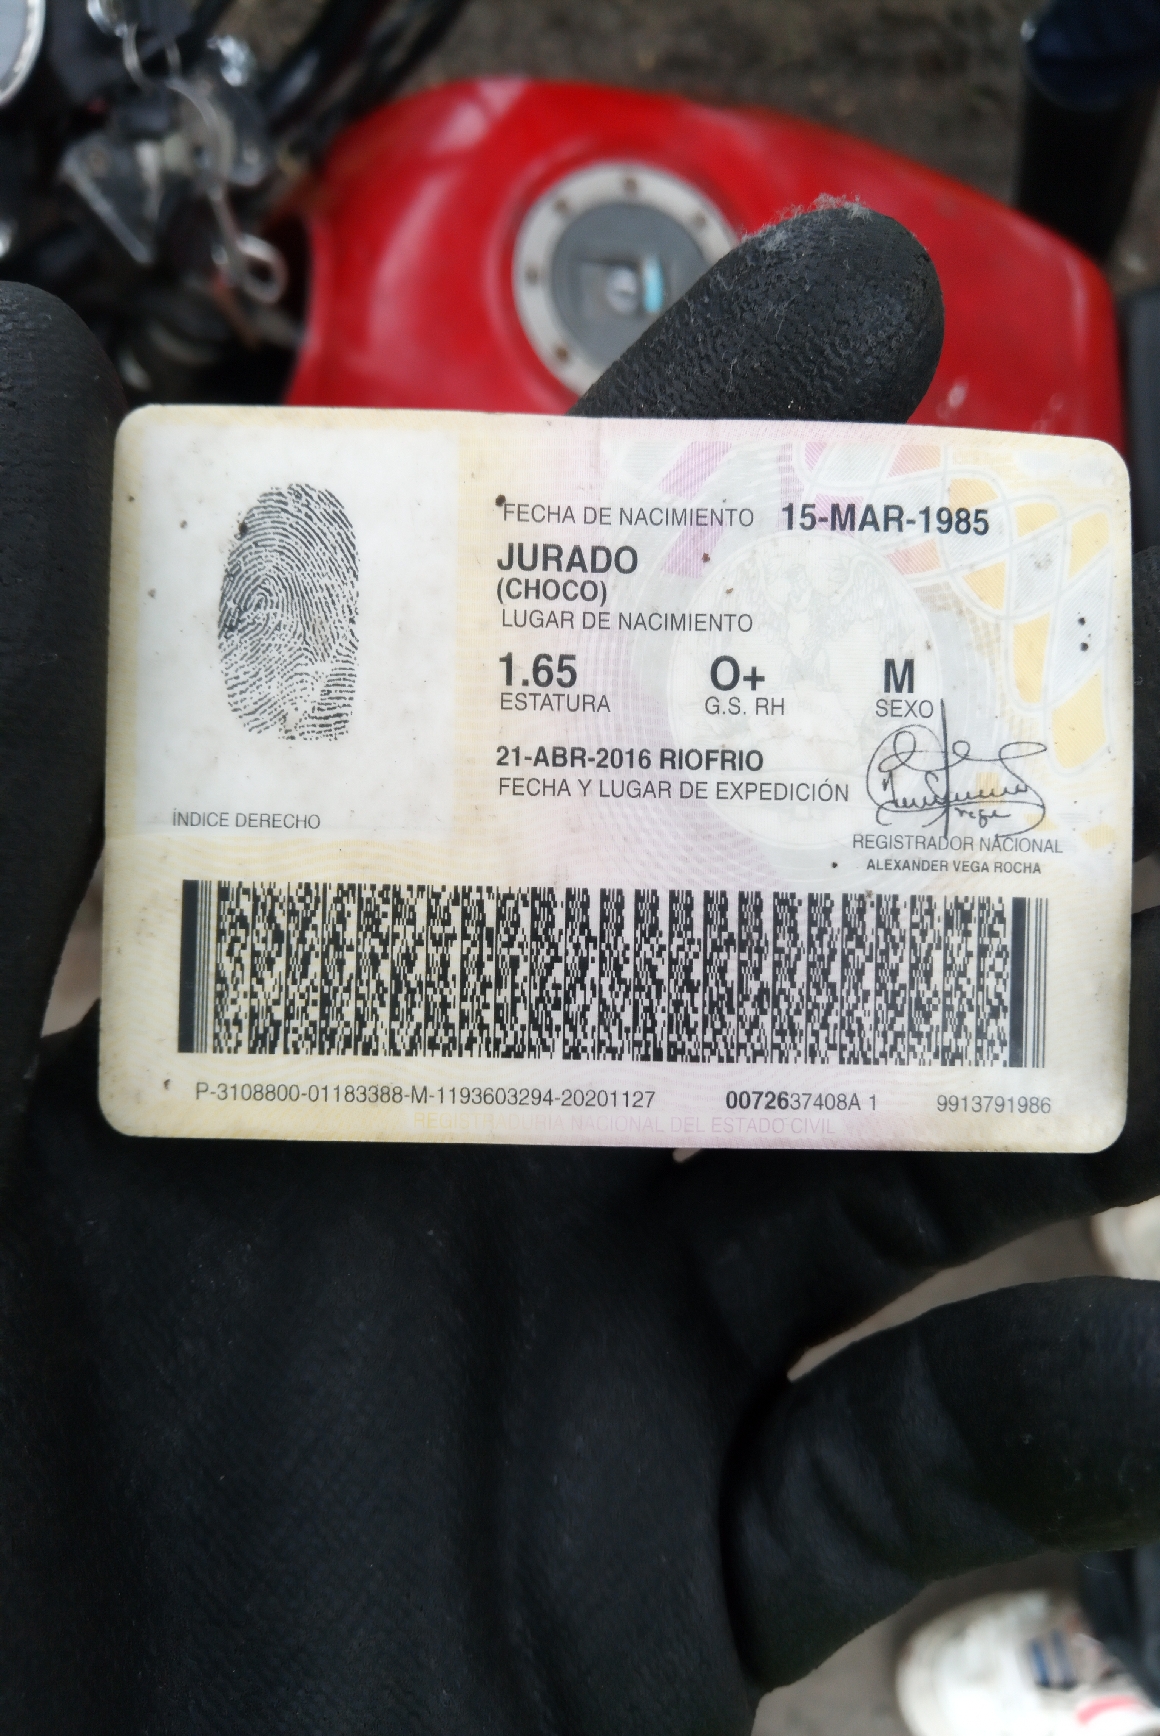 FECHA DE NACIMIENTO 15-MAR-1985
JURADO
(CHOCO)
LUGAR DE NACIMIENTO
1.65 O+ M
ESTATURA G.S. RH SEXO
21-ABR-2016 RIOFRIO
FECHA Y LUGAR DE EXPEDICIÓN
ÍNDICE DERECHO
REGISTRADOR NACIONAL
ALEXANDER VEGA ROCHA
P-3108800-01183388-M-1193603294-20201127 0072637408A 1 9913791986
REGISTRADURIA NACIONAL DEL ESTADO CIVIL